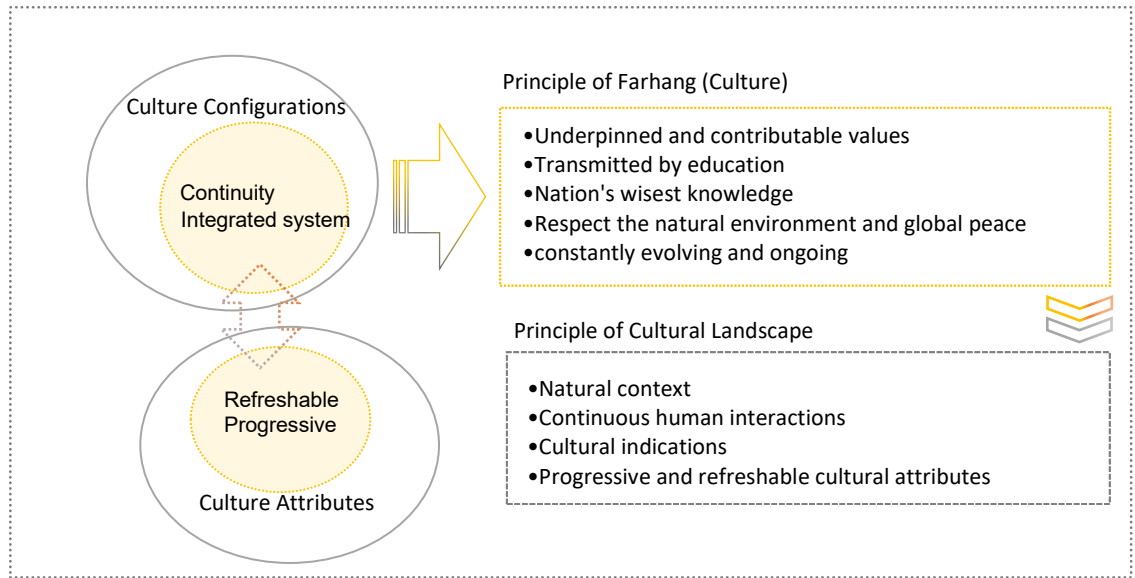 Culture Configurations
Continuity
Integrated system
Refreshable
Progressive
Culture Attributes
Principle of Farhang (Culture)
•Underpinned and contributable values
•Transmitted by education
•Nation's wisest knowledge
•Respect the natural environment and global peace
•constantly evolving and ongoing
Principle of Cultural Landscape
•Natural context
•Continuous human interactions
•Cultural indications
•Progressive and refreshable cultural attributes